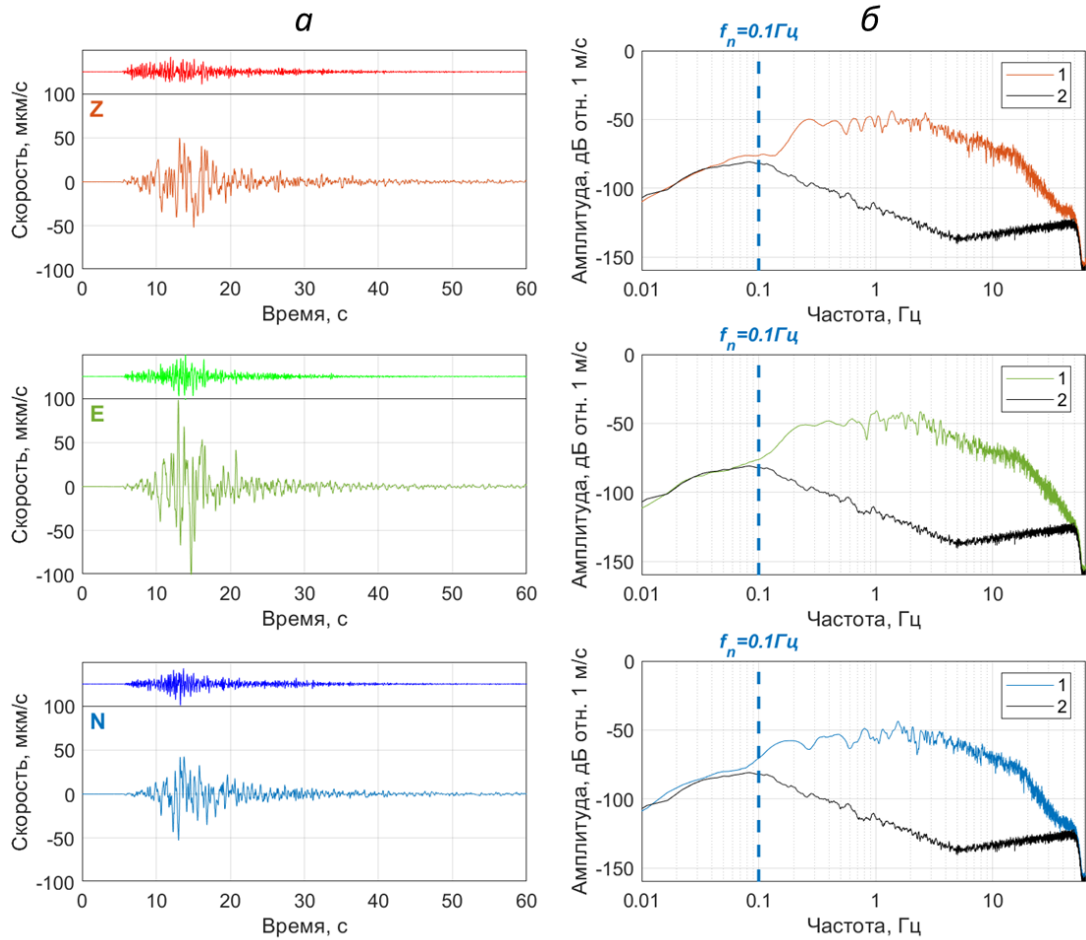 а
б
f_n=0.1Гц
Скорость, мкм/с
100
50
0
-50
-100
Z
0 10 20 30 40 50 60
Время, с
Амплитуда, дБ отн. 1 м/с
0
-50
-100
-150
1
2
0.01 0.1 1 10
Частота, Гц
f_n=0.1Гц
Скорость, мкм/с
100
50
0
-50
-100
E
0 10 20 30 40 50 60
Время, с
Амплитуда, дБ отн. 1 м/с
0
-50
-100
-150
1
2
0.01 0.1 1 10
Частота, Гц
f_n=0.1Гц
Скорость, мкм/с
100
50
0
-50
-100
N
0 10 20 30 40 50 60
Время, с
Амплитуда, дБ отн. 1 м/с
0
-50
-100
-150
1
2
0.01 0.1 1 10
Частота, Гц